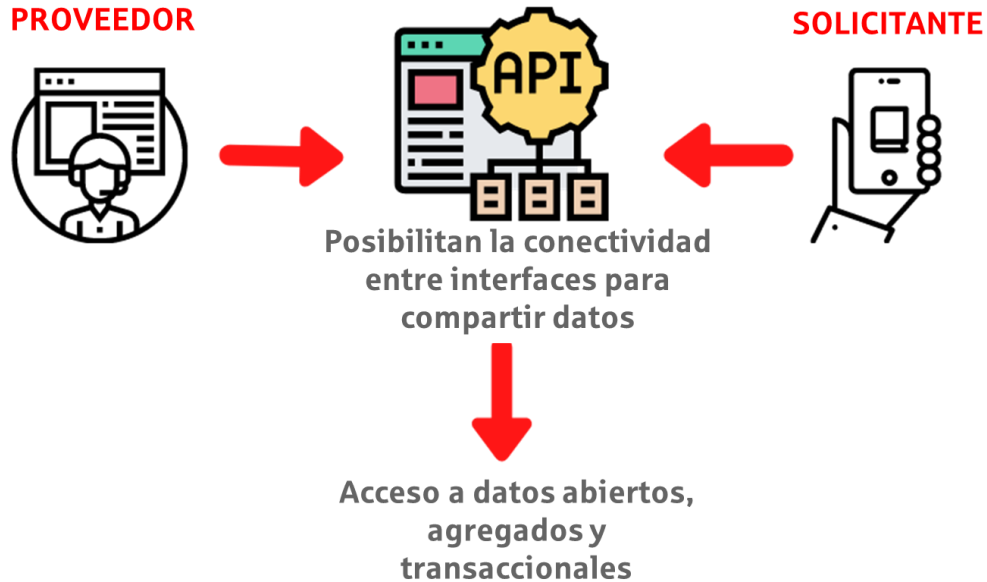 PROVEEDOR
SOLICITANTE
API
Posibilitan la conectividad
entre interfaces para
compartir datos
Acceso a datos abiertos,
agregados y
transaccionales